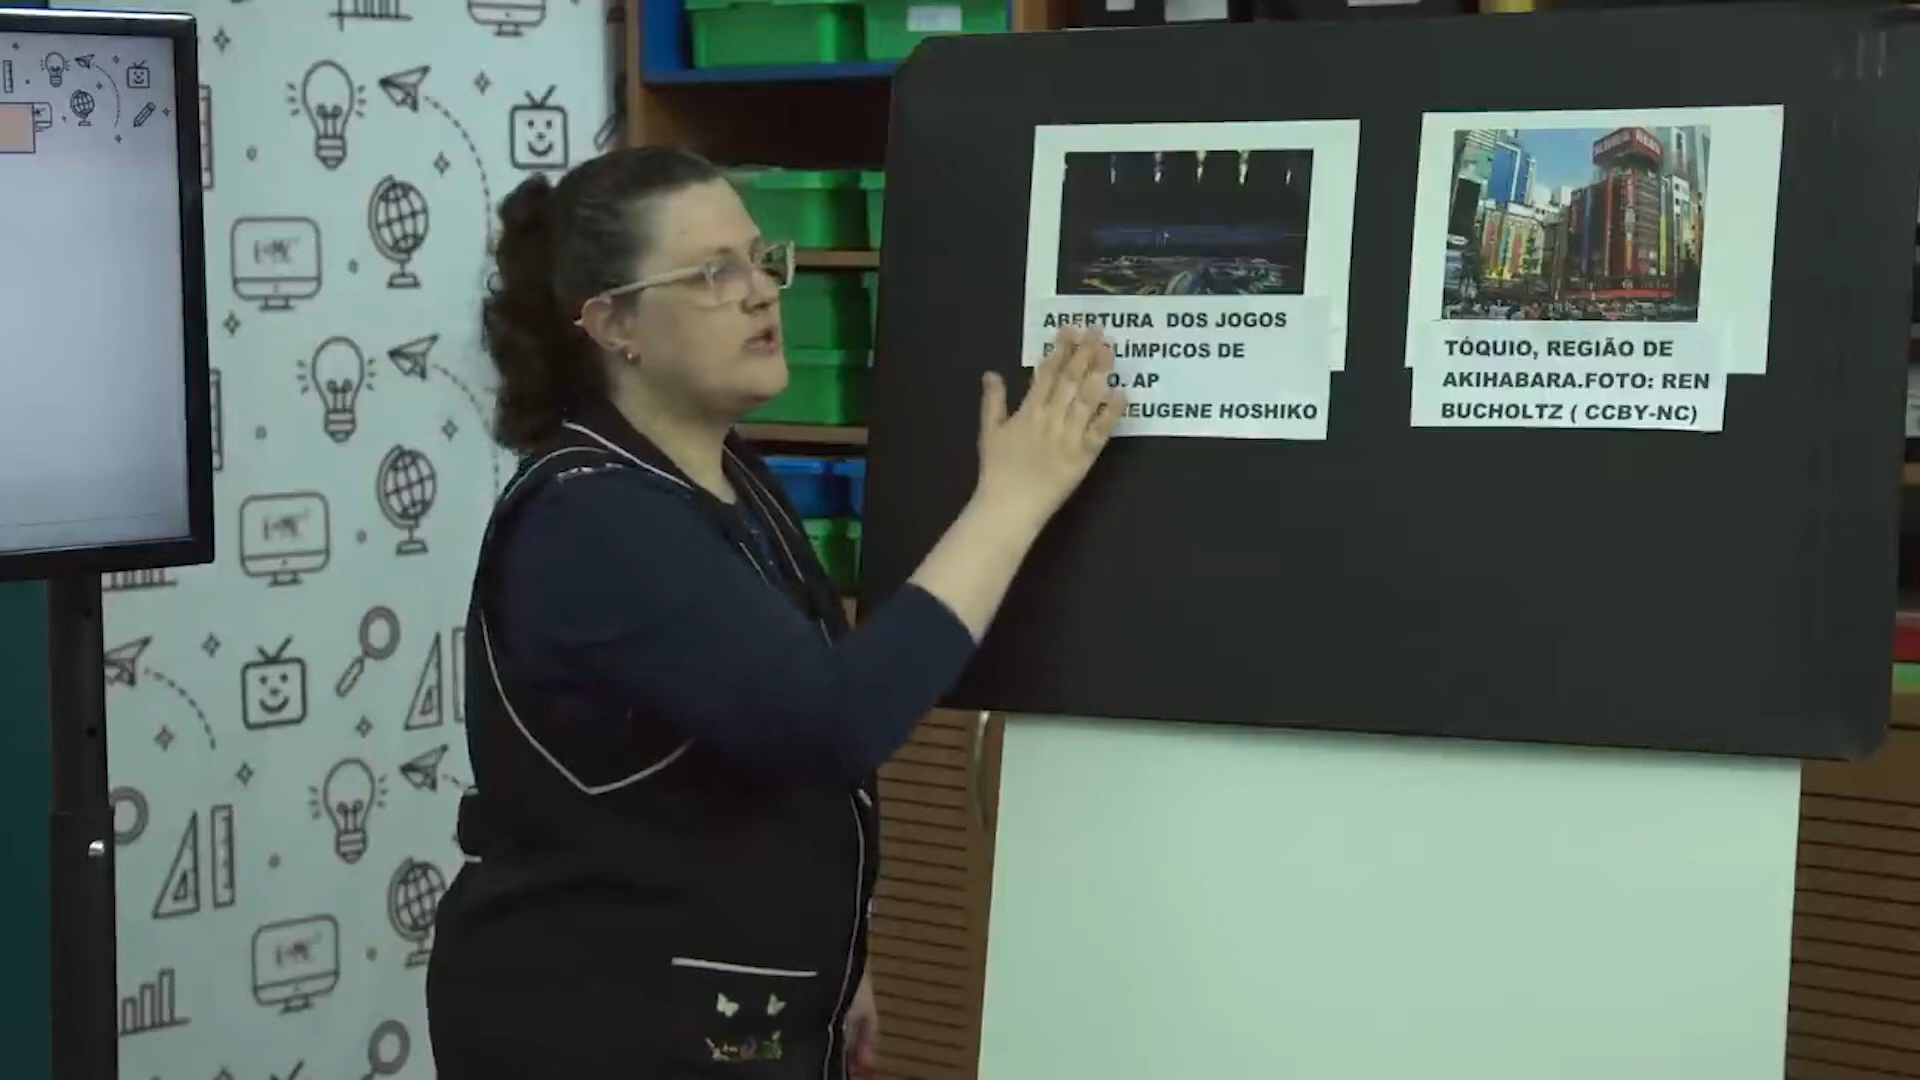 ABERTURA DOS JOGOS
LÍMPICOS DE
O. AP
EUGENE HOSHIKO
TÓQUIO, REGIÃO DE
AKIHABARA.FOTO: REN
BUCHOLTZ ( CCBY-NC)